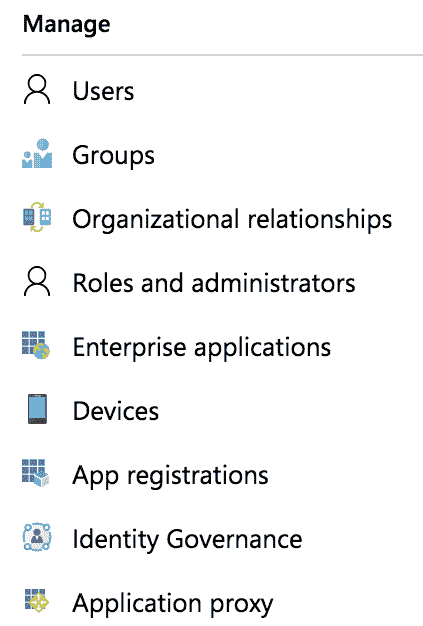 Manage
Users
Groups
Organizational relationships
Roles and administrators
Enterprise applications
Devices
App registrations
Identity Governance
Application proxy